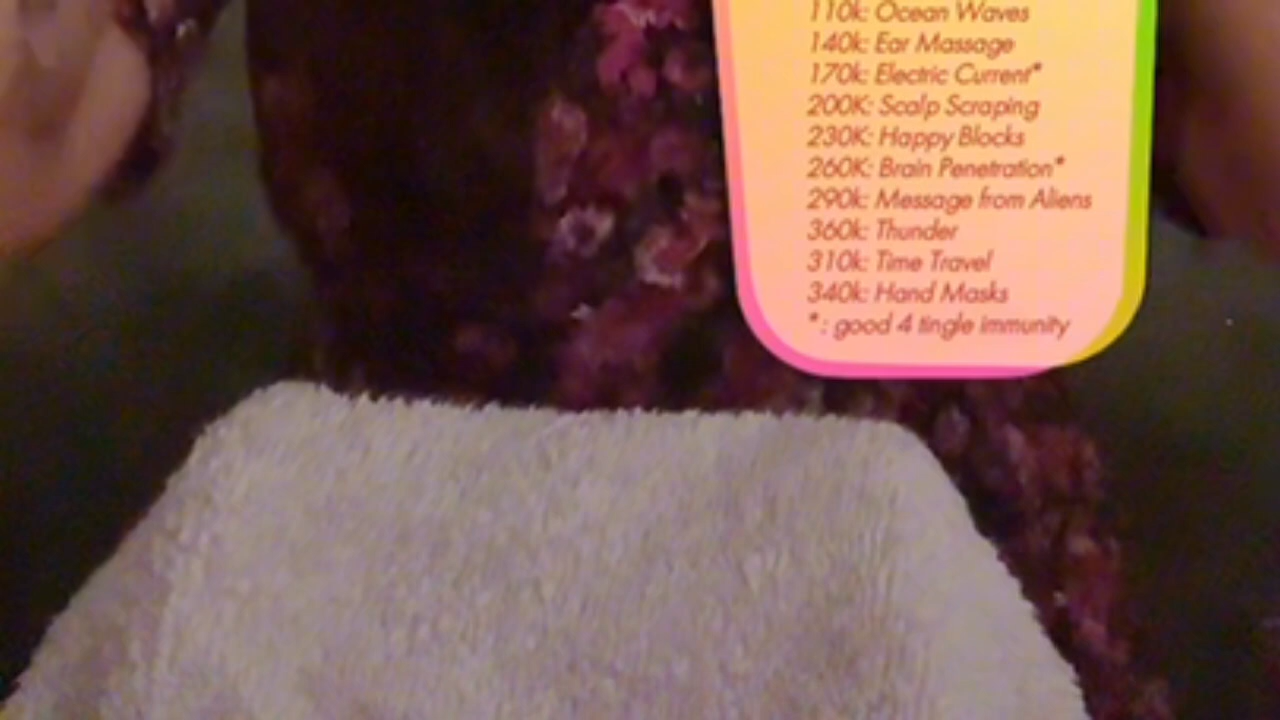 110k: Ocean Waves
140k: Ear Massage
170k: Electric Current*
200K: Scalp Scraping
230K: Happy Blocks
260K: Brain Penetration*
290k: Message from Aliens
360k: Thunder
310k: Time Travel
340k: Hand Masks
* : good 4 tingle immunity